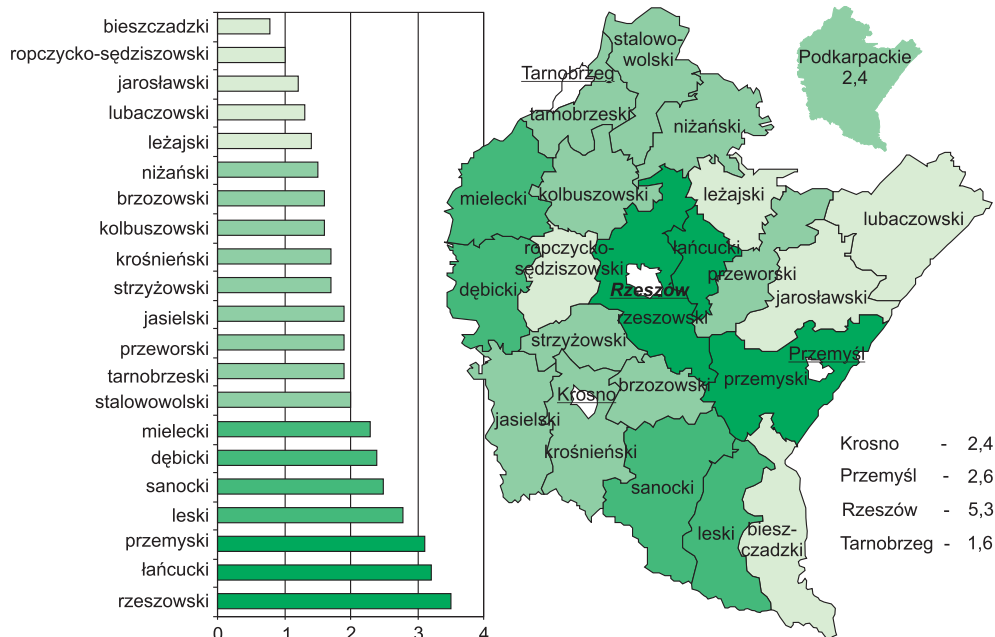 bieszczadzki
ropczycko-sędziszowski
jarosławski
lubaczowski
leżajski
niżański
brzozowski
kolbuszowski
krośnieński
strzyżowski
jasielski
przeworski
tarnobrzeski
stalowowolski
mielecki
dębicki
sanocki
leski
przemyski
łańcucki
rzeszowski
0 1 2 3 4
stalowo-
wolski
Tarnobrzeg
tarnobrzeski
niżański
mielecki
kolbuszowski
leżajski
lubaczowski
ropczycko-
sędziszowski
łańcucki
dębicki
Rzeszów
rzeszowski
przeworski
jarosławski
strzyżowski
Przemyśl
przemyski
brzozowski
Krosno
jasielski
krośnieński
sanocki
leski
biesz-
czadzki
Podkarpackie
2,4
Krosno - 2,4
Przemyśl - 2,6
Rzeszów - 5,3
Tarnobrzeg - 1,6